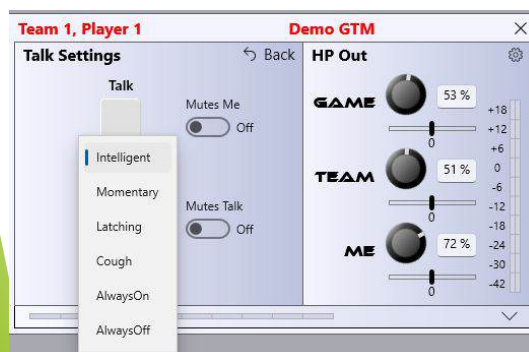 Team 1, Player 1
Demo GTM
Talk Settings
Back
HP Out
Talk
Mutes Me
Off
Intelligent
Momentary
Latching
Cough
AlwaysOn
AlwaysOff
Mutes Talk
Off
GAME
53 %
0
TEAM
51 %
0
ME
72 %
0
+18
+12
+6
0
-6
-12
-18
-24
-30
-42